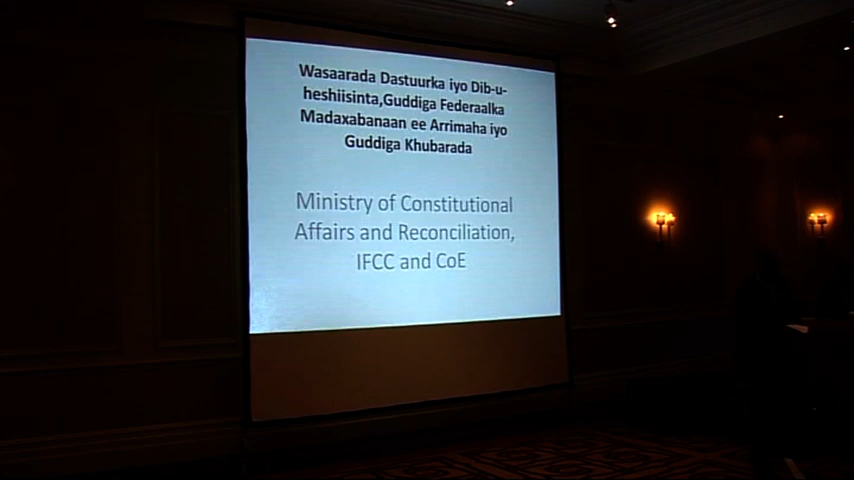 Wasaarada Dastuurka iyo Dib-u-
heshiisinta,Guddiga Federaalka
Madaxabanaan ee Arrimaha iyo
Guddiga Khubarada
Ministry of Constitutional
Affairs and Reconciliation,
IFCC and CoE